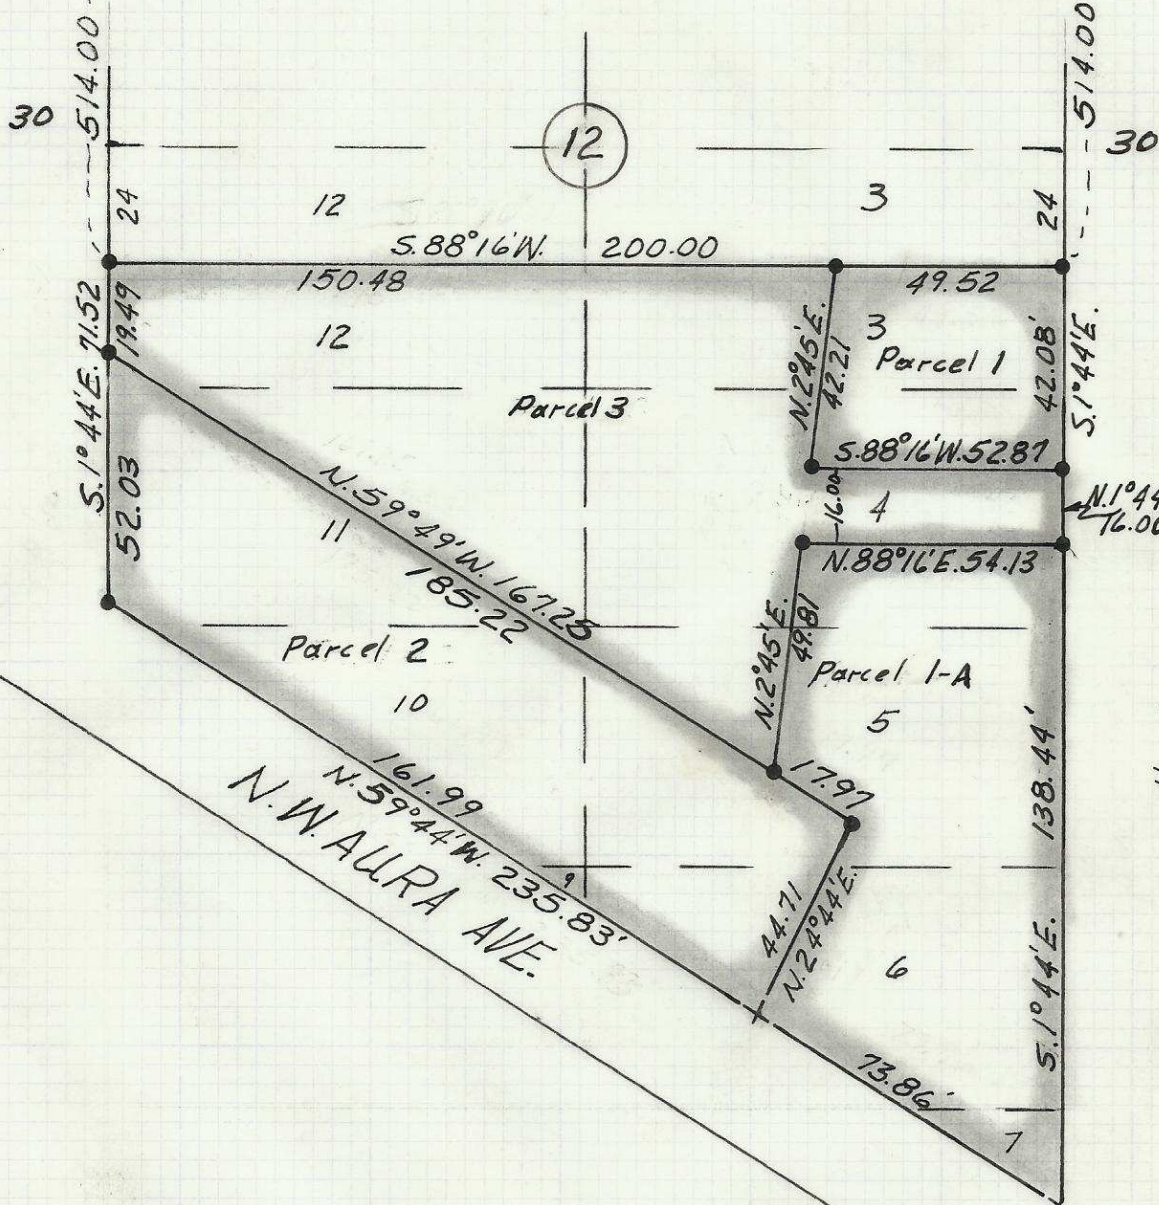 514.00
514.00
30
30
12
24
24
12
3
S.88°16'W. 200.00
150.48
49.52
S.1°44'E. 71.52
19.49
12
3
Parcel 1
N.2°45'E.
42.21
42.08'
S.1°44'E.
Parcel 3
S.88°16'W. 52.87
16.00
4
N.1°44
16.00
N.88°16'E. 54.13
52.03
N.59°49'W. 167.25
185.22
11
N.2°45'E.
49.81
Parcel 2
Parcel 1-A
10
5
17.97
138.44'
S.1°44'E.
161.99
N.59°44'W. 235.83'
9
N.W. AURA AVE.
44.71
N.24°44'E.
6
73.86'
7